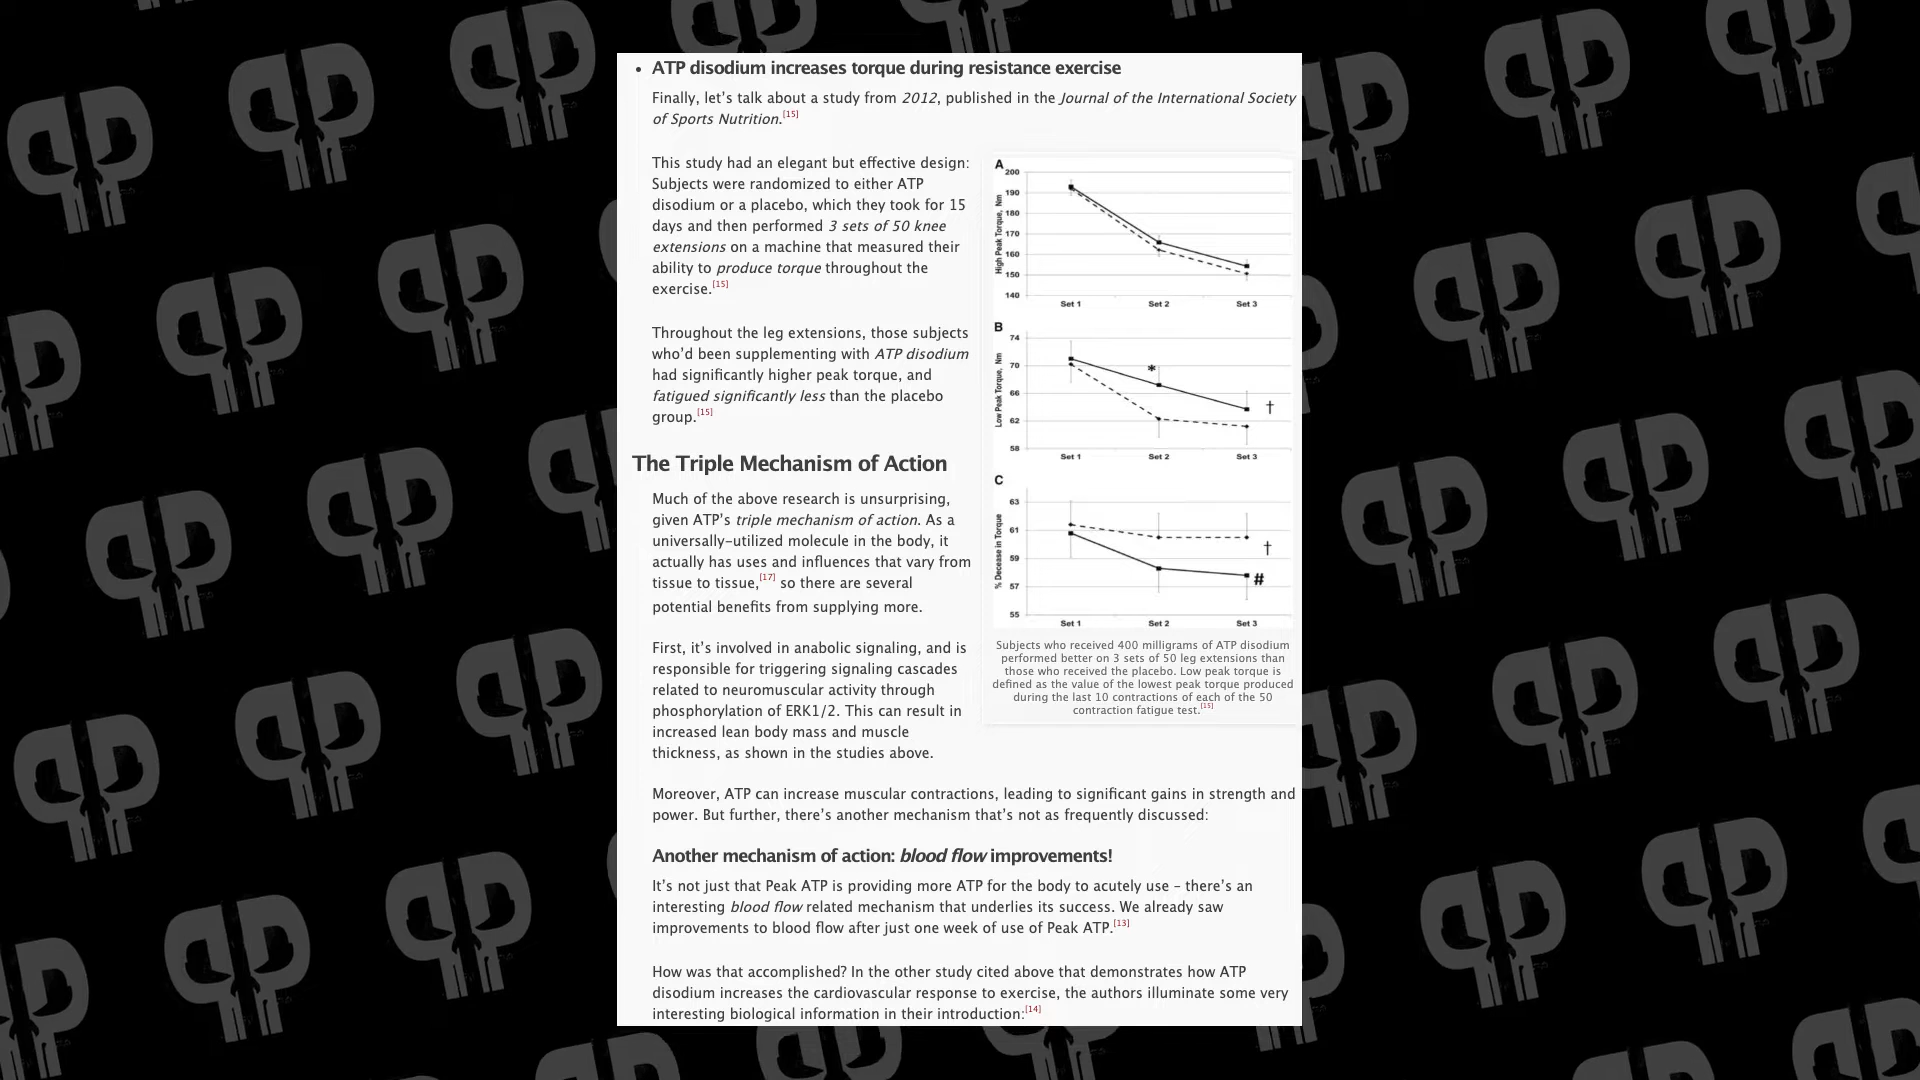 ATP disodium increases torque during resistance exercise
Finally, let's talk about a study from 2012, published in the Journal of the International Society
of Sports Nutrition.[15]
This study had an elegant but effective design:
Subjects were randomized to either ATP
disodium or a placebo, which they took for 15
days and then performed 3 sets of 50 knee
extensions on a machine that measured their
ability to produce torque throughout the
exercise.[15]
Throughout the leg extensions, those subjects
who'd been supplementing with ATP disodium
had significantly higher peak torque, and
fatigued significantly less than the placebo
group.[15]
A
High Peak Torque, Nm
200
190
180
170
160
150
140
Set 1 Set 2 Set 3
B
Low Peak Torque, Nm
74
70
66
62
58
*
†
Set 1 Set 2 Set 3
C
% Decease in Torque
63
61
59
57
55
†
#
Set 1 Set 2 Set 3
Subjects who received 400 milligrams of ATP disodium
performed better on 3 sets of 50 leg extensions than
those who received the placebo. Low peak torque is
defined as the value of the lowest peak torque produced
during the last 10 contractions of each of the 50
contraction fatigue test.[15]
The Triple Mechanism of Action
Much of the above research is unsurprising,
given ATP's triple mechanism of action. As a
universally-utilized molecule in the body, it
actually has uses and influences that vary from
tissue to tissue,[17] so there are several
potential benefits from supplying more.
First, it's involved in anabolic signaling, and is
responsible for triggering signaling cascades
related to neuromuscular activity through
phosphorylation of ERK1/2. This can result in
increased lean body mass and muscle
thickness, as shown in the studies above.
Moreover, ATP can increase muscular contractions, leading to significant gains in strength and
power. But further, there's another mechanism that's not as frequently discussed:
Another mechanism of action: blood flow improvements!
It's not just that Peak ATP is providing more ATP for the body to acutely use – there's an
interesting blood flow related mechanism that underlies its success. We already saw
improvements to blood flow after just one week of use of Peak ATP.[13]
How was that accomplished? In the other study cited above that demonstrates how ATP
disodium increases the cardiovascular response to exercise, the authors illuminate some very
interesting biological information in their introduction:[14]